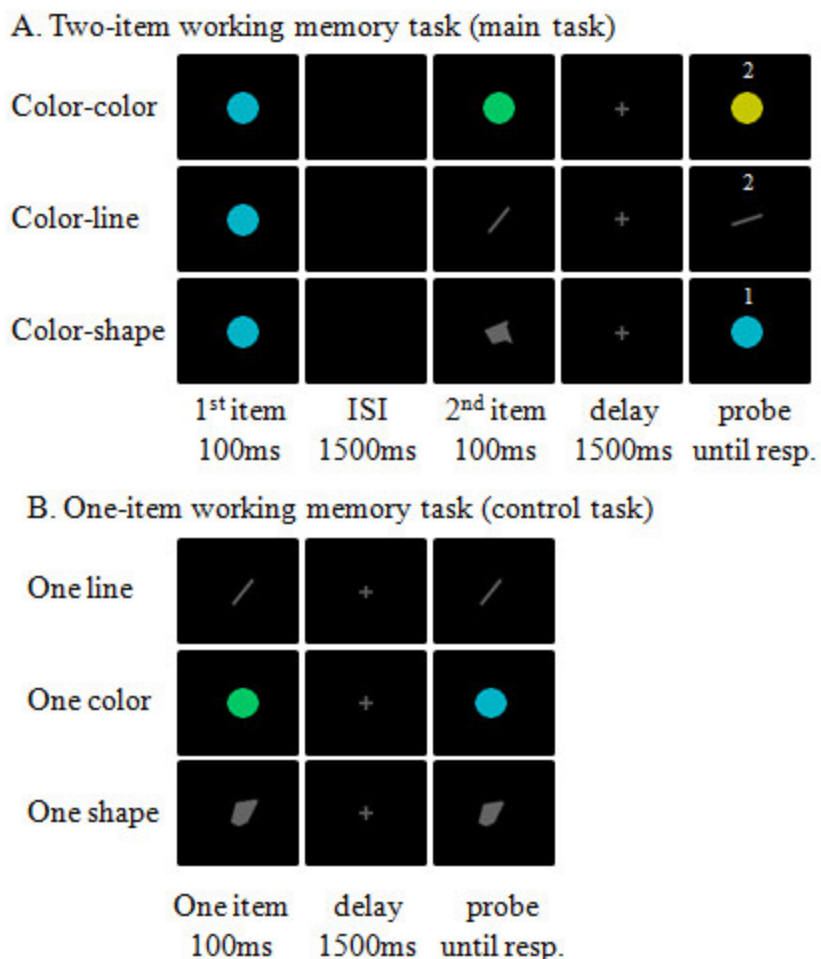 A. Two-item working memory task (main task)
Color-color
2
Color-line
2
Color-shape
1
1st item ISI 2nd item delay probe
100ms 1500ms 100ms 1500ms until resp.
B. One-item working memory task (control task)
One line
One color
One shape
One item delay probe
100ms 1500ms until resp.